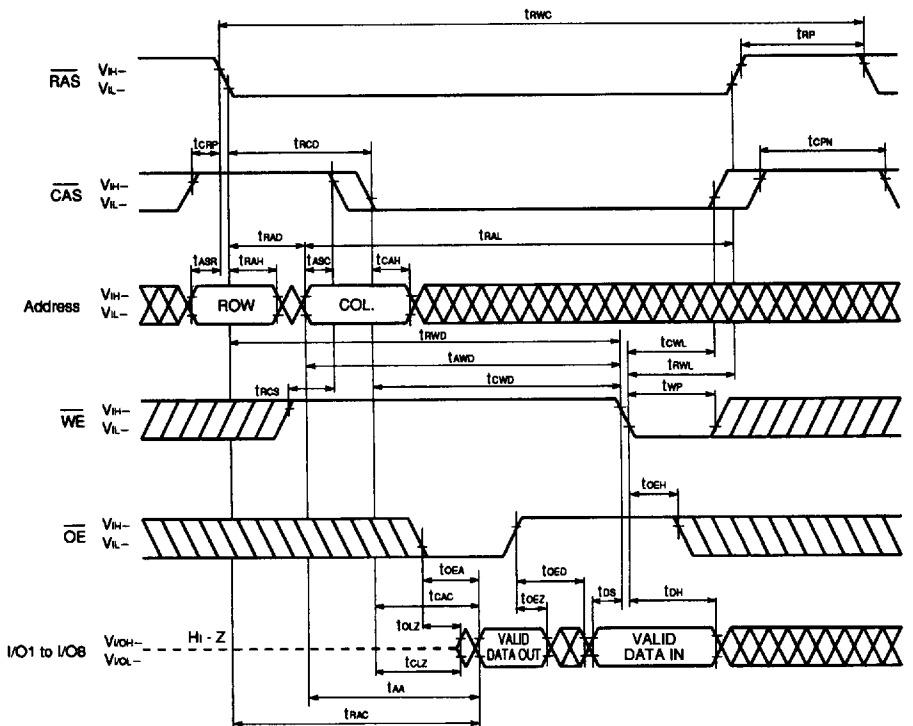 tRWC
tRP
RAS
VIH–
VIL–
tCRP
tRCD
tCPN
CAS
VIH–
VIL–
tRAD
tRAL
tASR
tRAH
tASC
tCAH
Address
VIH–
VIL–
ROW
COL.
tRWD
tCWL
tAWD
tRWL
tRCS
tCWD
tWP
WE
VIH–
VIL–
tOEH
OE
VIH–
VIL–
tOEA
tOED
tCAC
tOEZ
tDS
tDH
tOLZ
I/O1 to I/O8
VI/OH–
VI/OL–
Hi - Z
VALID
DATA OUT
VALID
DATA IN
tCLZ
tAA
tRAC